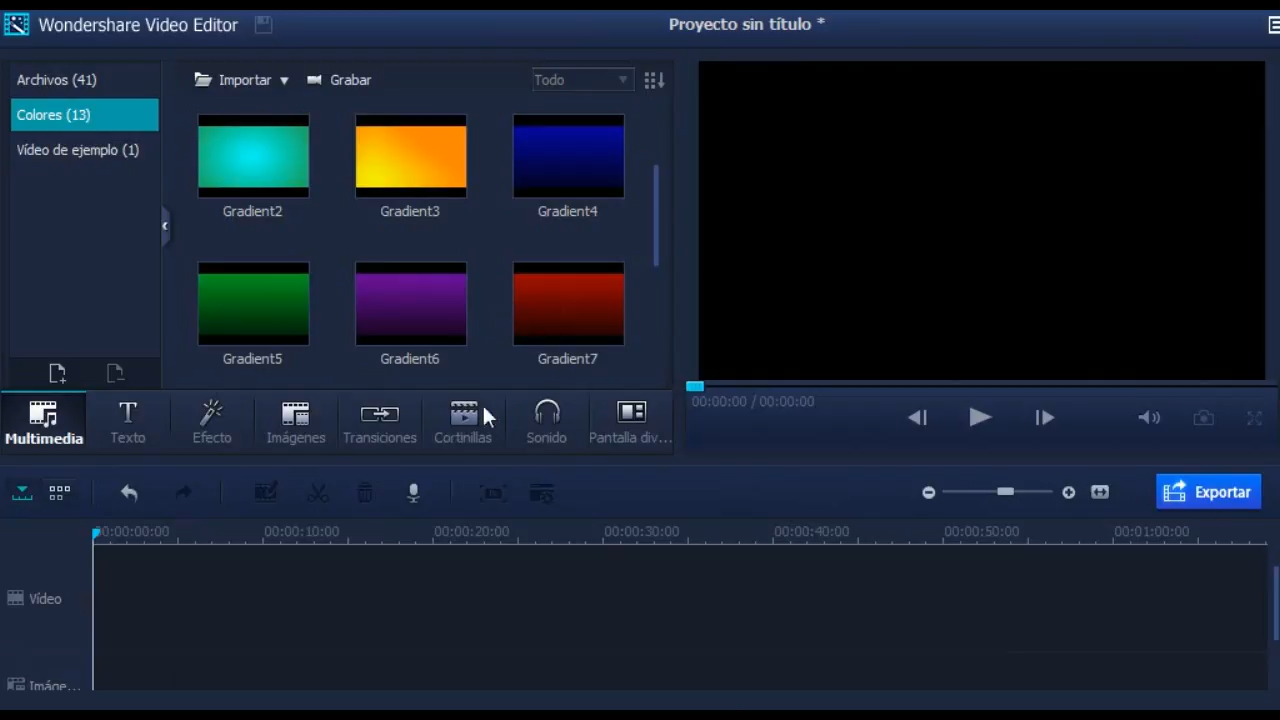 Wondershare Video Editor
Proyecto sin título *
Archivos (41)
Colores (13)
Vídeo de ejemplo (1)
Importar
Grabar
Todo
Gradient2
Gradient3
Gradient4
Gradient5
Gradient6
Gradient7
Multimedia
Texto
Efecto
Imágenes
Transiciones
Cortinillas
Sonido
Pantalla div...
00:00:00 / 00:00:00
Exportar
00:00:00:00
00:00:10:00
00:00:20:00
00:00:30:00
00:00:40:00
00:00:50:00
00:01:00:00
Vídeo
Imáge...